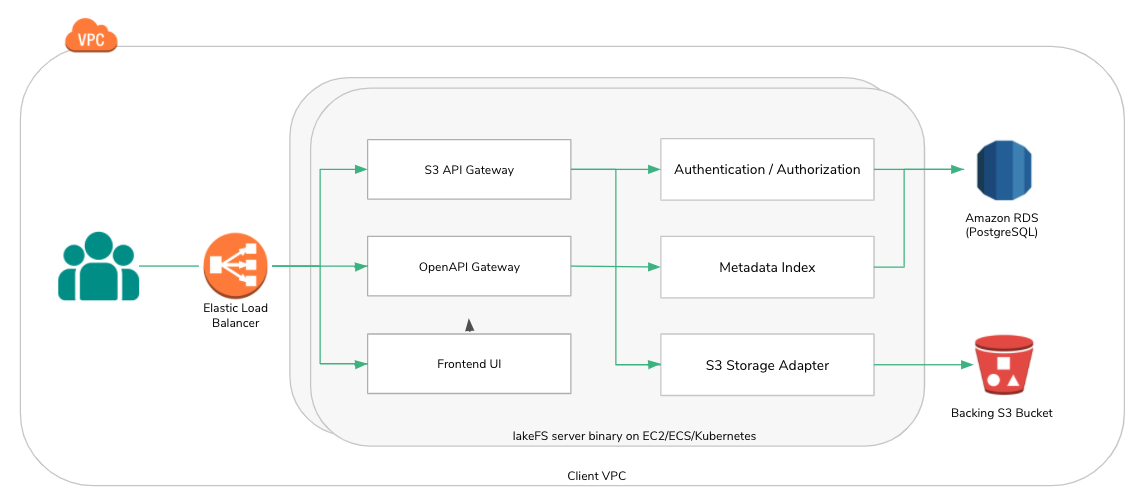 VPC
S3 API Gateway
Authentication / Authorization
Amazon RDS
(PostgreSQL)
OpenAPI Gateway
Metadata Index
Elastic Load
Balancer
Frontend UI
S3 Storage Adapter
Backing S3 Bucket
lakeFS server binary on EC2/ECS/Kubernetes
Client VPC